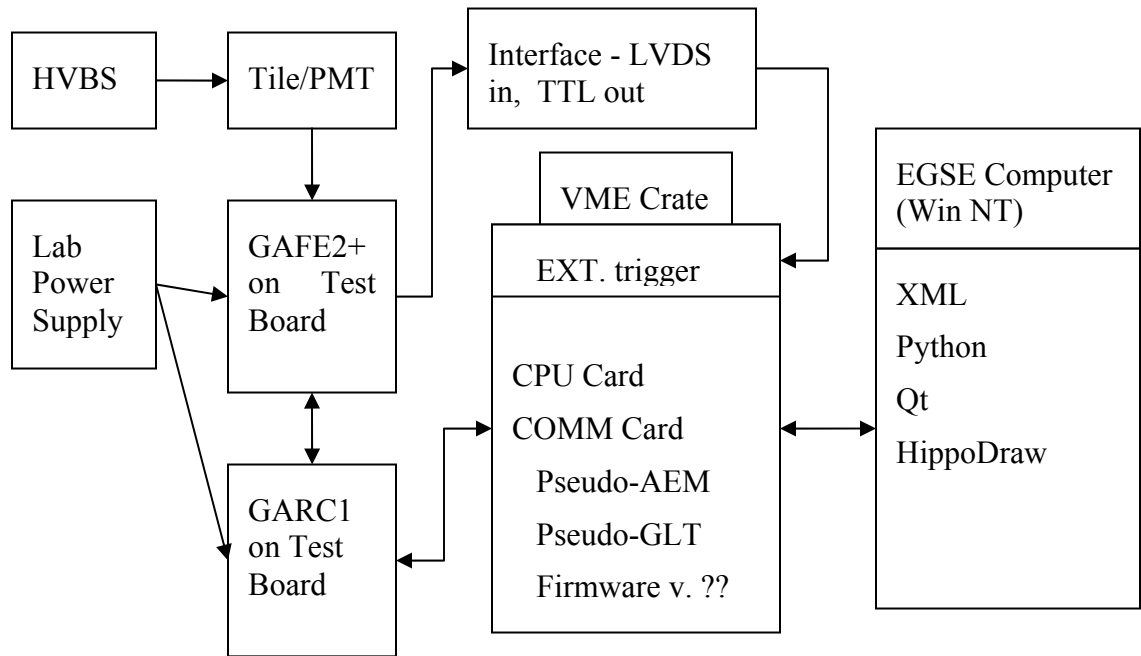 HVBS
Tile/PMT
Interface - LVDS
in, TTL out
Lab
Power
Supply
GAFE2+
on Test
Board
GARC1
on Test
Board
VME Crate
EXT. trigger
CPU Card
COMM Card
Pseudo-AEM
Pseudo-GLT
Firmware v. ??
EGSE Computer
(Win NT)
XML
Python
Qt
HippoDraw